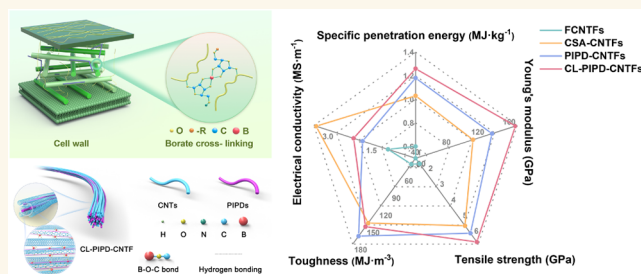 Cell wall
O -R C B
Borate cross- linking
CL-PIPD-CNTF
CNTs PIPDs
H O N C B
B-O-C bond Hydrogen bonding
FCNTFs
CSA-CNTFs
PIPD-CNTFs
CL-PIPD-CNTFs
Specific penetration energy (MJ·kg⁻¹)
Young's modulus (GPa)
Tensile strength (GPa)
Toughness (MJ·m⁻³)
Electrical conductivity (MS·m⁻¹)
1.4
1.2
1.0
0.8
0.6
160
120
80
40
2
3
4
5
6
120
150
180
1.5
3.0